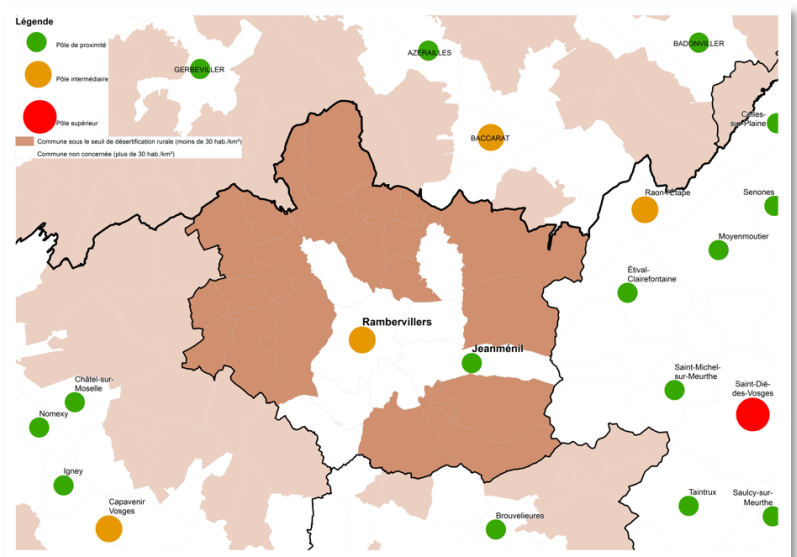 Légende
Pôle de proximité
Pôle intermédiaire
Pôle supérieur
Commune sous le seuil de désertification rurale (moins de 30 hab./km²)
Commune non concernée (plus de 30 hab./km²)
GERBEVILLER
AZERAILLES
BADONVILLER
BACCARAT
Celles-
sur-Plaine
Raon-l'Étape
Senones
Moyenmoutier
Étival-
Clairefontaine
Rambervillers
Jeanménil
Saint-Michel-
sur-Meurthe
Saint-Dié-
des-Vosges
Châtel-sur-
Moselle
Nomexy
Igney
Capavenir
Vosges
Brouvelieures
Taintrux
Saulcy-sur-
Meurthe